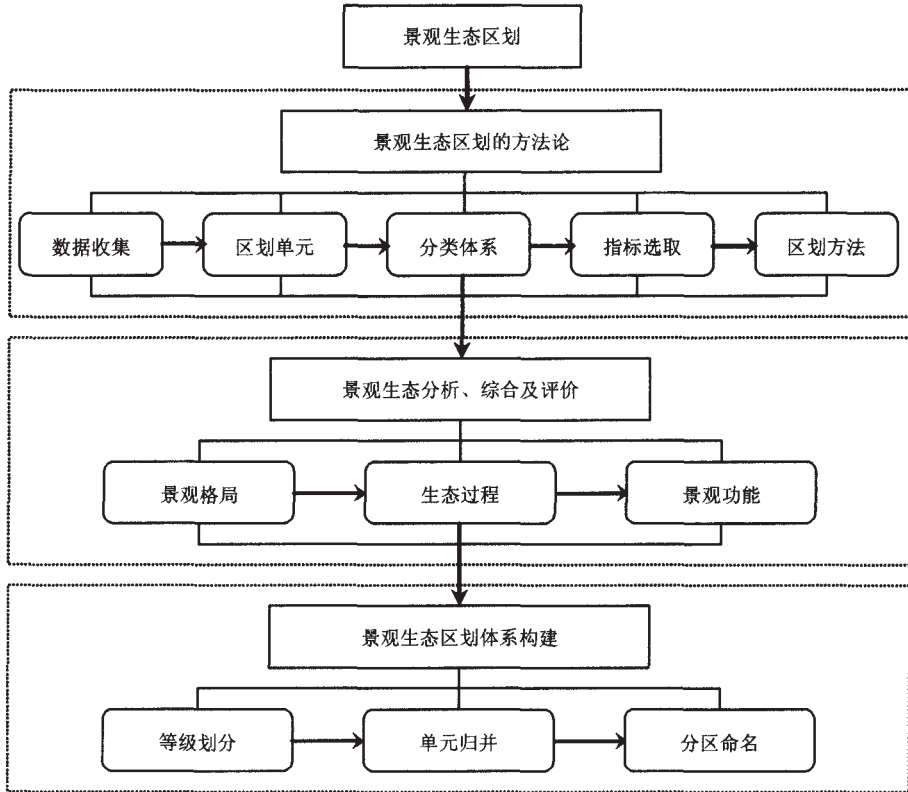 景观生态区划
景观生态区划的方法论
数据收集
区划单元
分类体系
指标选取
区划方法
景观生态分析、综合及评价
景观格局
生态过程
景观功能
景观生态区划体系构建
等级划分
单元归并
分区命名